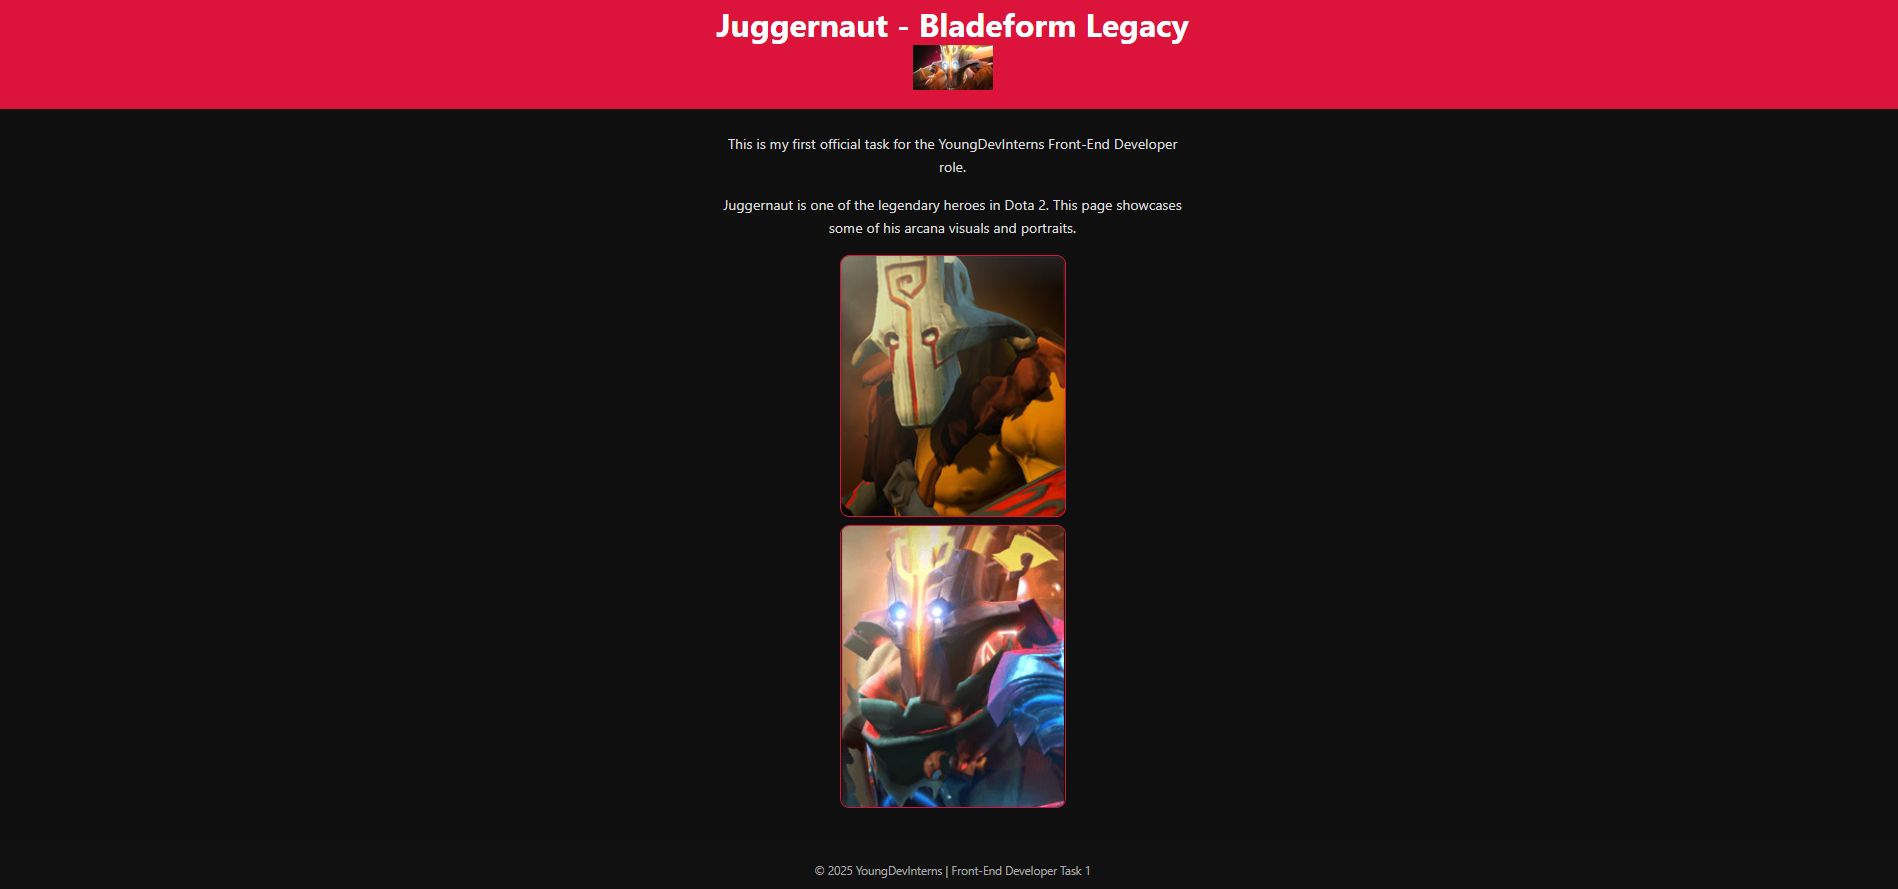 Juggernaut - Bladeform Legacy
This is my first official task for the YoungDevInterns Front-End Developer
role.
Juggernaut is one of the legendary heroes in Dota 2. This page showcases
some of his arcana visuals and portraits.
© 2025 YoungDevInterns | Front-End Developer Task 1